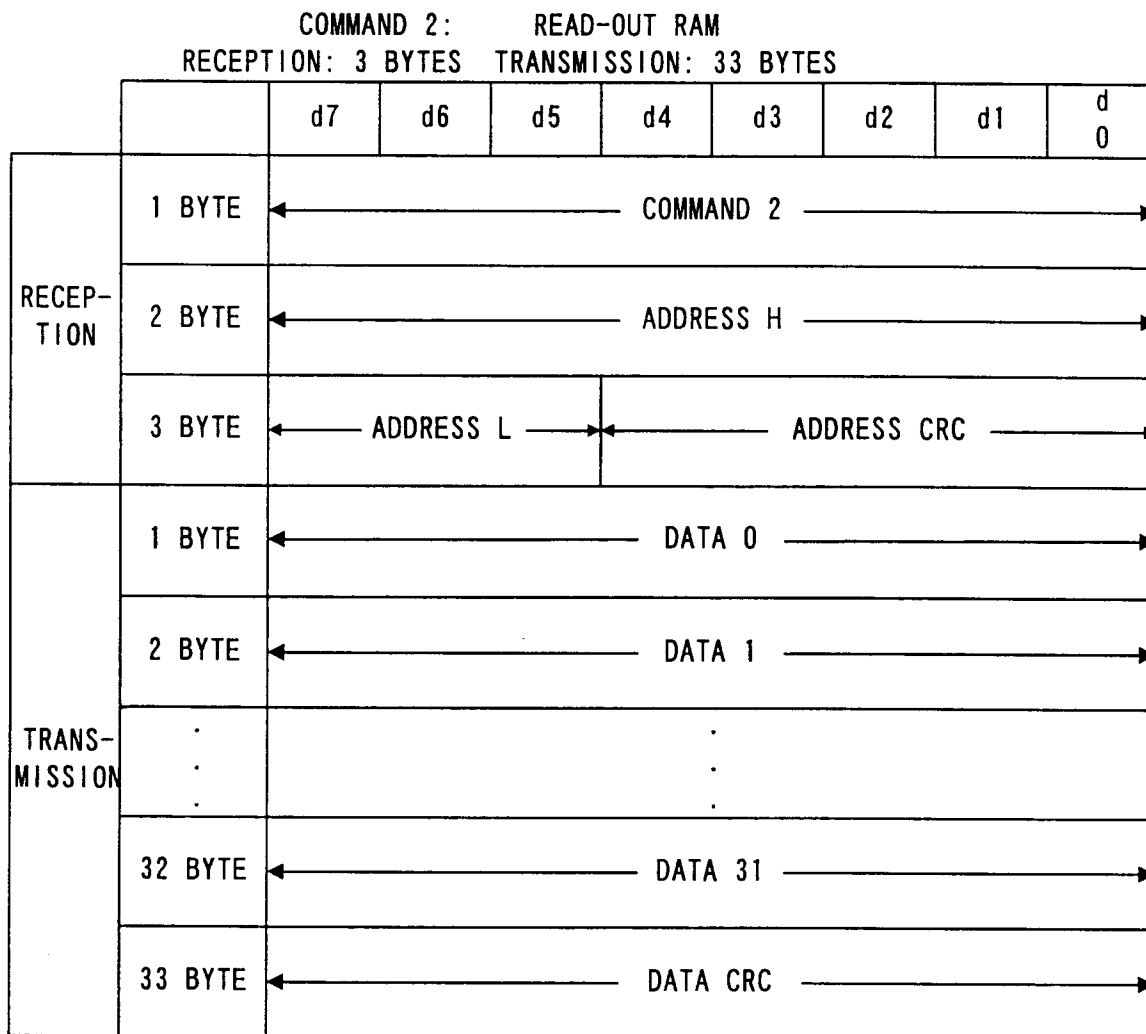 COMMAND 2: READ-OUT RAM
RECEPTION: 3 BYTES TRANSMISSION: 33 BYTES
d7 d6 d5 d4 d3 d2 d1 d
0
RECEP-
TION
1 BYTE COMMAND 2
2 BYTE ADDRESS H
3 BYTE ADDRESS L ADDRESS CRC
TRANS-
MISSION
1 BYTE DATA 0
2 BYTE DATA 1
32 BYTE DATA 31
33 BYTE DATA CRC